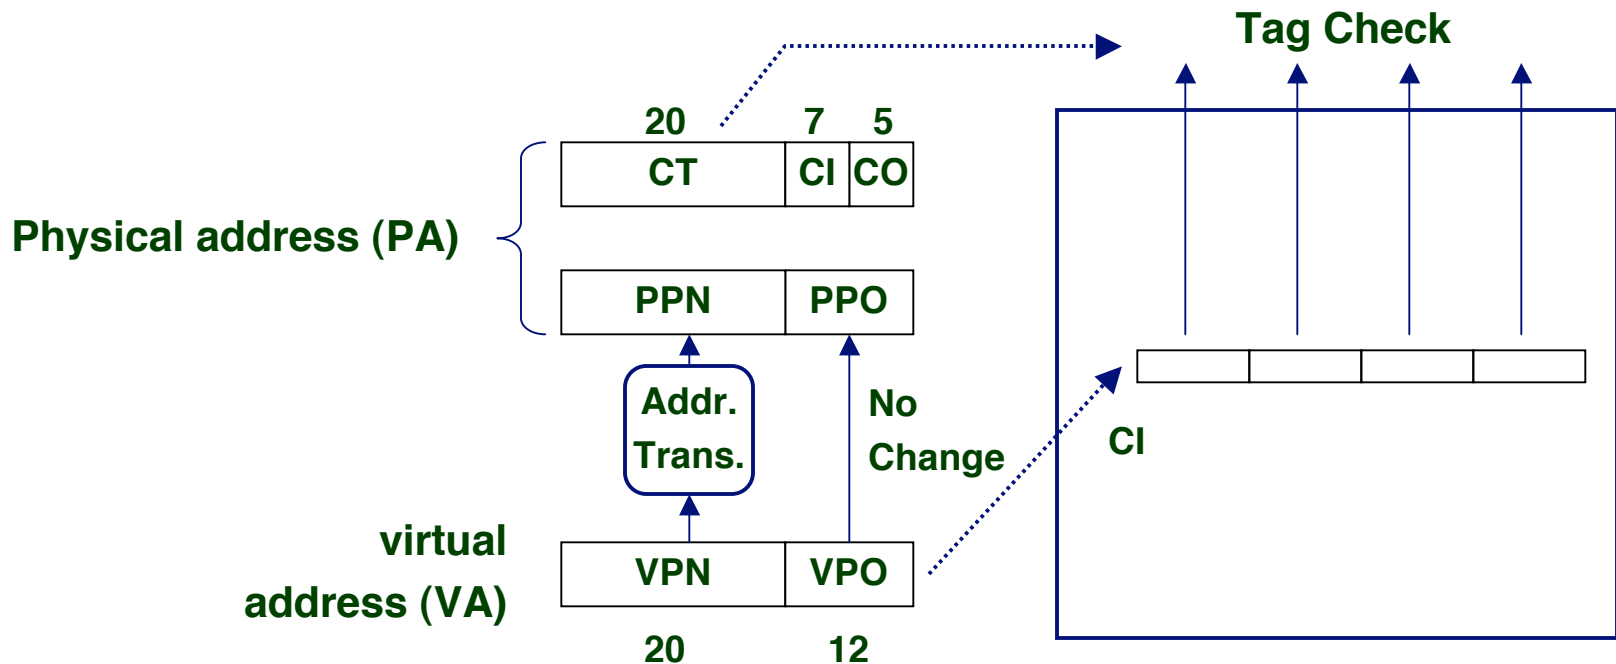 Tag Check
20 7 5
CT CI CO
Physical address (PA)
PPN PPO
Addr.
Trans.
No
Change
CI
virtual
address (VA)
VPN VPO
20 12